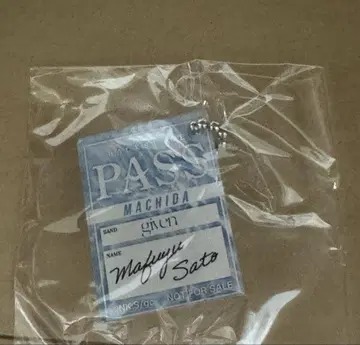 PASS
MACHIDA
BAND
given
NAME
Mafuyu
Sato
NOT FOR SALE